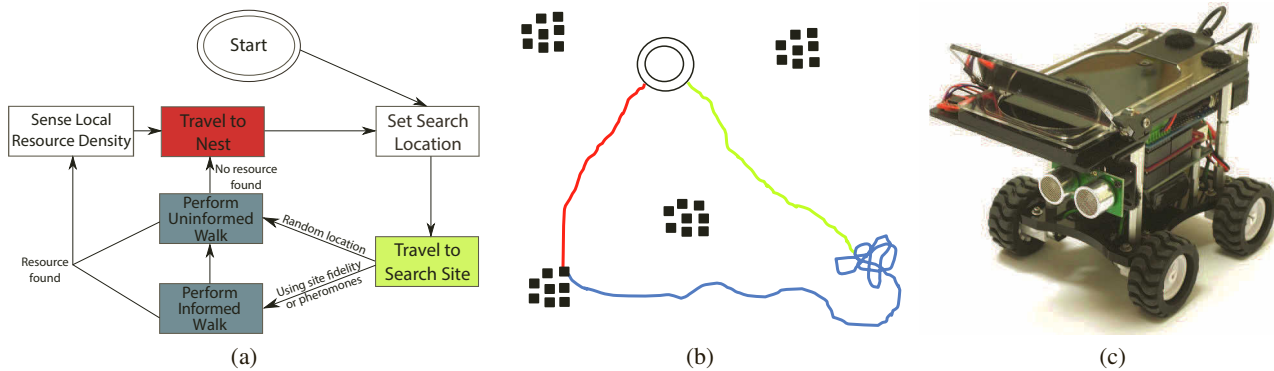 Start
Sense Local
Resource Density
Travel to
Nest
Set Search
Location
No resource
found
Perform
Uninformed
Walk
Random location
Travel to
Search Site
Resource
found
Using site fidelity
or pheromones
Perform
Informed
Walk
(a)
(b)
(c)